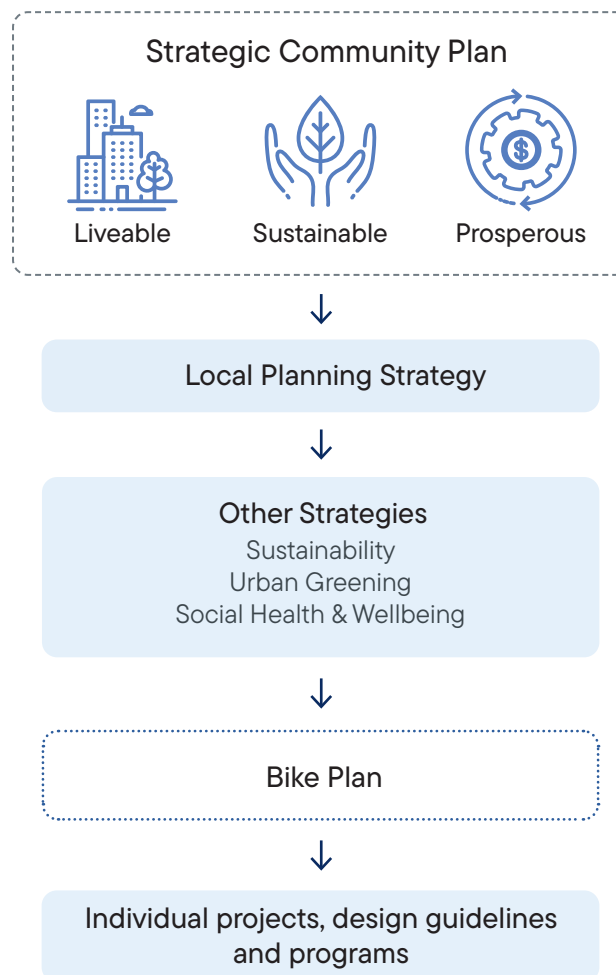 Strategic Community Plan
$
Liveable
Sustainable
Prosperous
Local Planning Strategy
Other Strategies
Sustainability
Urban Greening
Social Health & Wellbeing
Bike Plan
Individual projects, design guidelines
and programs